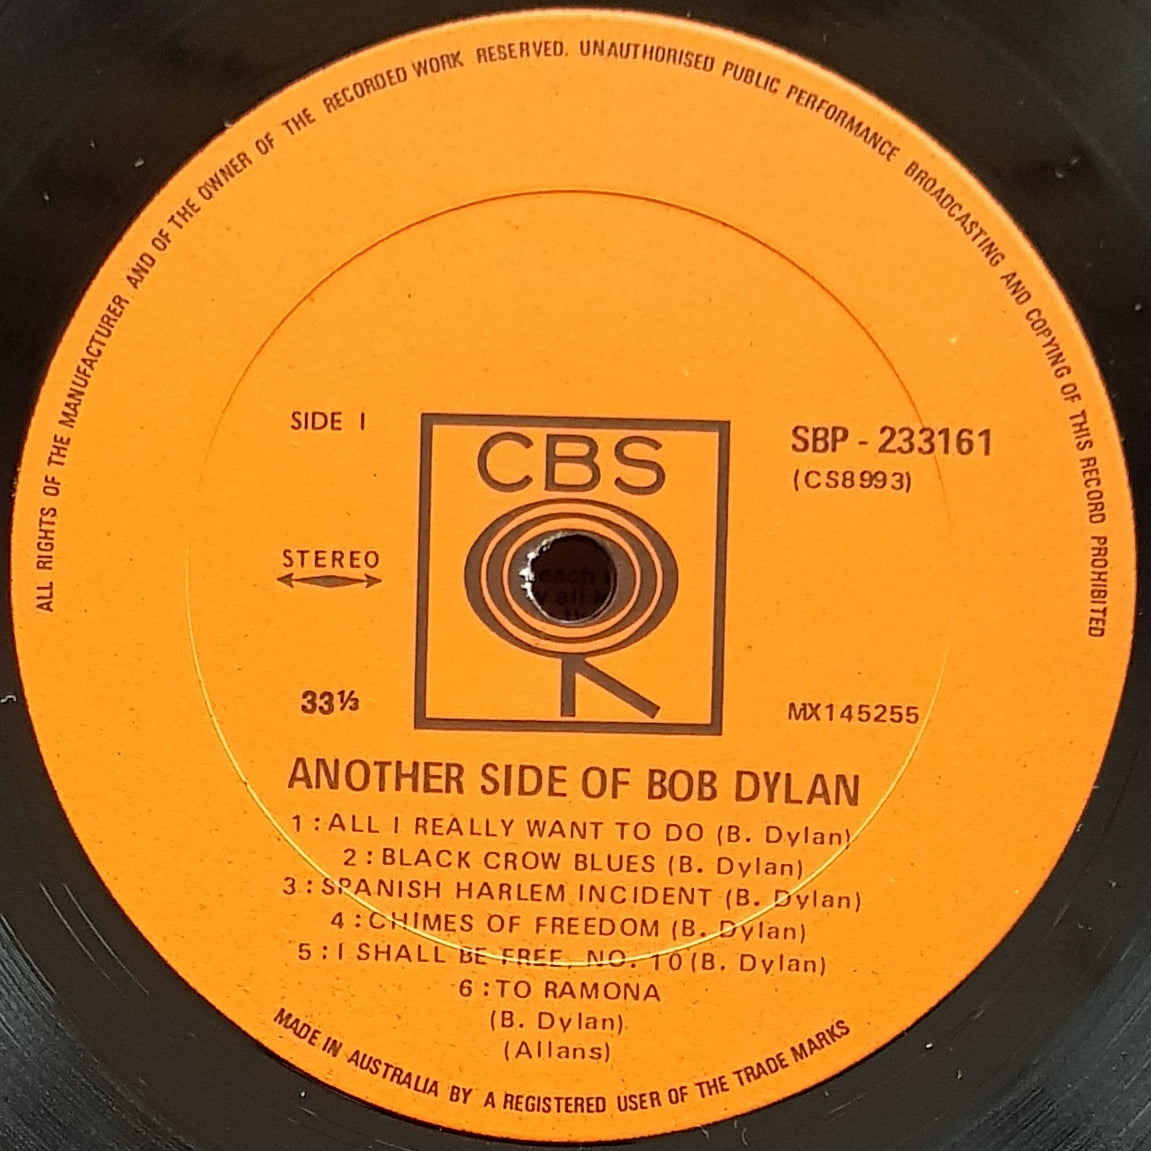 ALL RIGHTS OF THE MANUFACTURER AND OF THE OWNER OF THE RECORDED WORK RESERVED. UNAUTHORISED PUBLIC PERFORMANCE BROADCASTING AND COPYING OF THIS RECORD PROHIBITED
SIDE 1
CBS
SBP - 233161
(CS8993)
STEREO
33⅓
MX145255
ANOTHER SIDE OF BOB DYLAN
1 : ALL I REALLY WANT TO DO (B. Dylan)
2 : BLACK CROW BLUES (B. Dylan)
3 : SPANISH HARLEM INCIDENT (B. Dylan)
4 : CHIMES OF FREEDOM (B. Dylan)
5 : I SHALL BE FREE, NO. 10 (B. Dylan)
6 : TO RAMONA
(B. Dylan)
(Allans)
MADE IN AUSTRALIA BY A REGISTERED USER OF THE TRADE MARKS